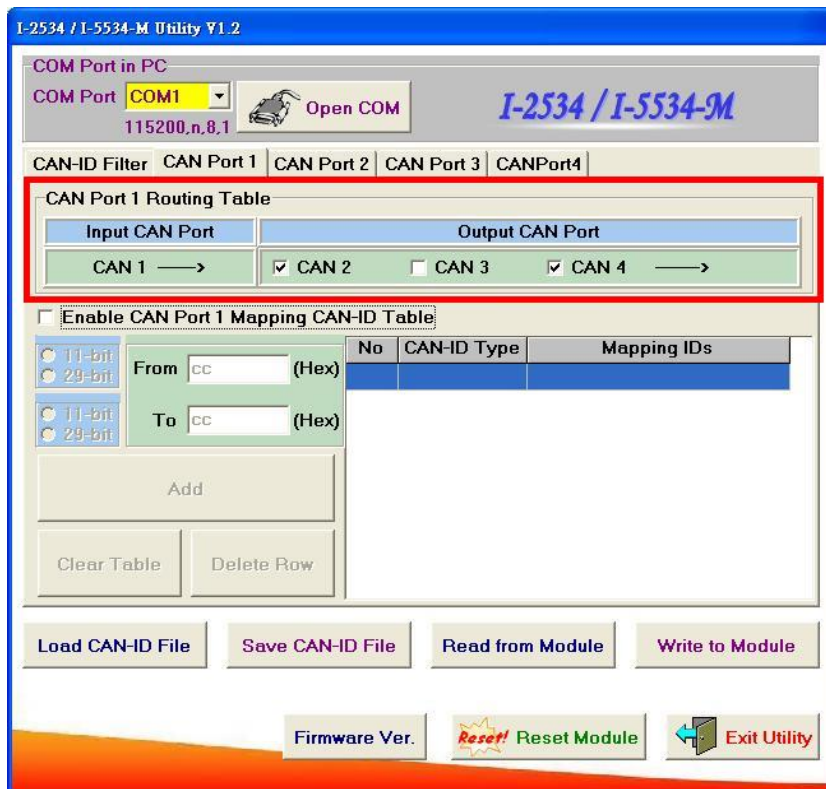 I-2534 / I-5534-M Utility V1.2
COM Port in PC
COM Port COM1 Open COM
115200,n,8,1
I-2534 / I-5534-M
CAN-ID Filter CAN Port 1 CAN Port 2 CAN Port 3 CANPort4
CAN Port 1 Routing Table
Input CAN Port Output CAN Port
CAN 1 ──> CAN 2 CAN 3 CAN 4 ──>
Enable CAN Port 1 Mapping CAN-ID Table
No CAN-ID Type Mapping IDs
11-bit
29-bit
From cc (Hex)
11-bit
29-bit
To cc (Hex)
Add
Clear Table Delete Row
Load CAN-ID File Save CAN-ID File Read from Module Write to Module
Firmware Ver. Reset! Reset Module Exit Utility